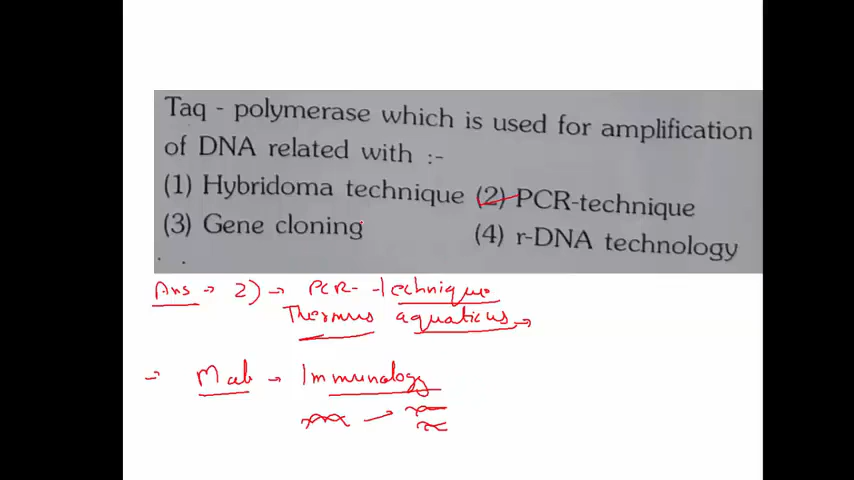 Taq - polymerase which is used for amplification
of DNA related with :-
(1) Hybridoma technique (2) PCR-technique
(3) Gene cloning (4) r-DNA technology
Ans → 2) → PCR- technique
Thermus aquaticus →
→ Mab → Immunology